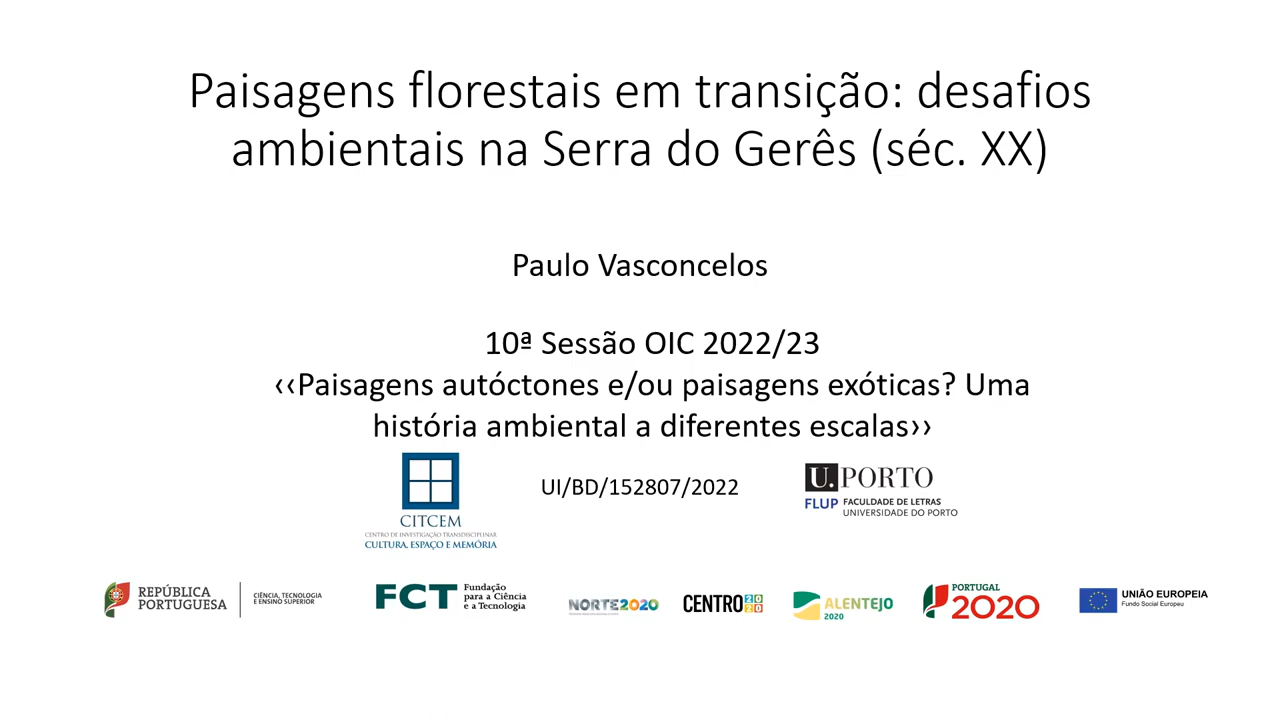 Paisagens florestais em transição: desafios
ambientais na Serra do Gerês (séc. XX)
Paulo Vasconcelos
10ª Sessão OIC 2022/23
‹‹Paisagens autóctones e/ou paisagens exóticas? Uma
história ambiental a diferentes escalas››
CITCEM
CENTRO DE INVESTIGAÇÃO TRANSDISCIPLINAR
CULTURA, ESPAÇO E MEMÓRIA
UI/BD/152807/2022
U.PORTO
FLUP FACULDADE DE LETRAS
UNIVERSIDADE DO PORTO
REPÚBLICA
PORTUGUESA
CIÊNCIA, TECNOLOGIA
E ENSINO SUPERIOR
FCT Fundação
para a Ciência
e a Tecnologia
NORTE2020
CENTRO 2020
ALENTEJO
2020
PORTUGAL
2020
UNIÃO EUROPEIA
Fundo Social Europeu